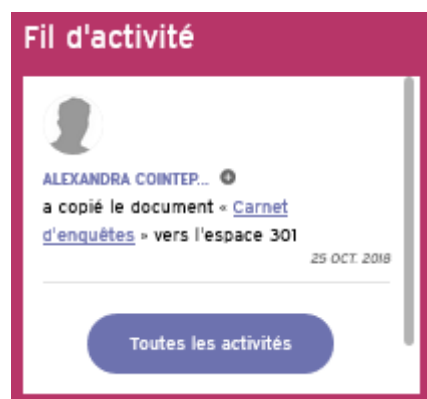 Fil d'activité
ALEXANDRA COINTEP...
a copié le document « Carnet
d'enquêtes » vers l'espace 301
25 OCT. 2018
Toutes les activités